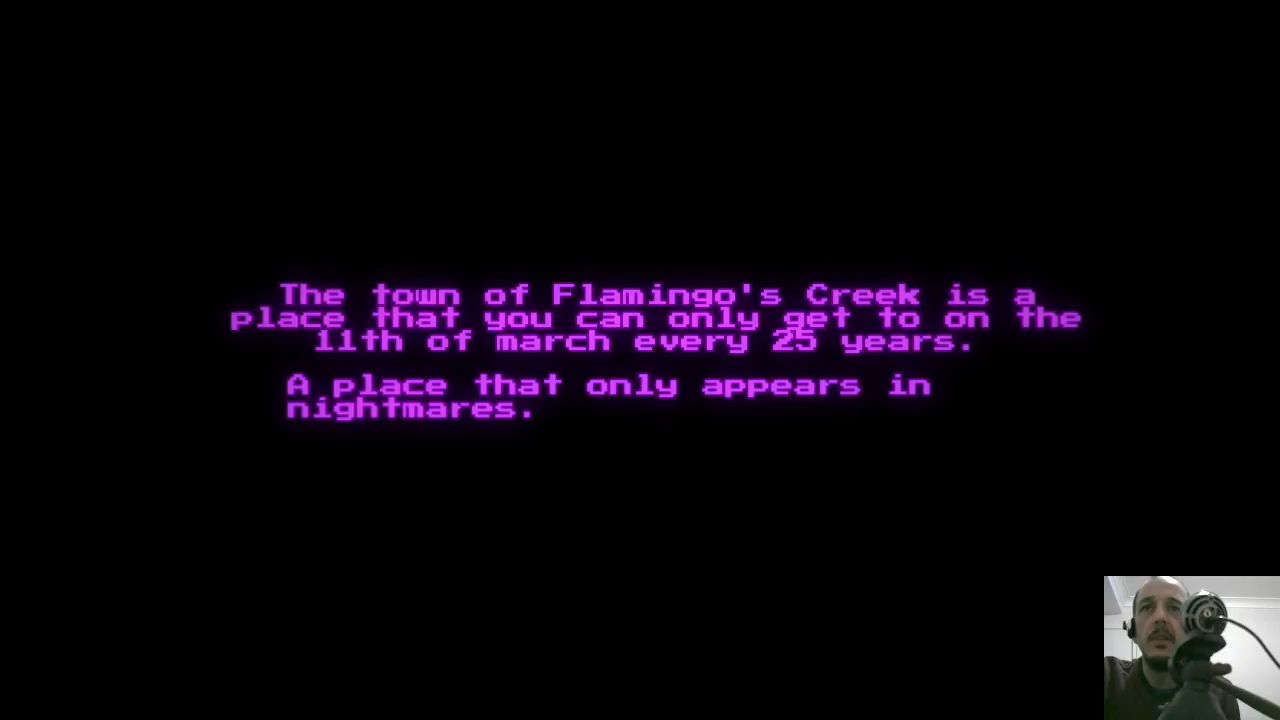 The town of Flamingo's Creek is a
place that you can only get to on the
11th of march every 25 years.
A place that only appears in
nightmares.